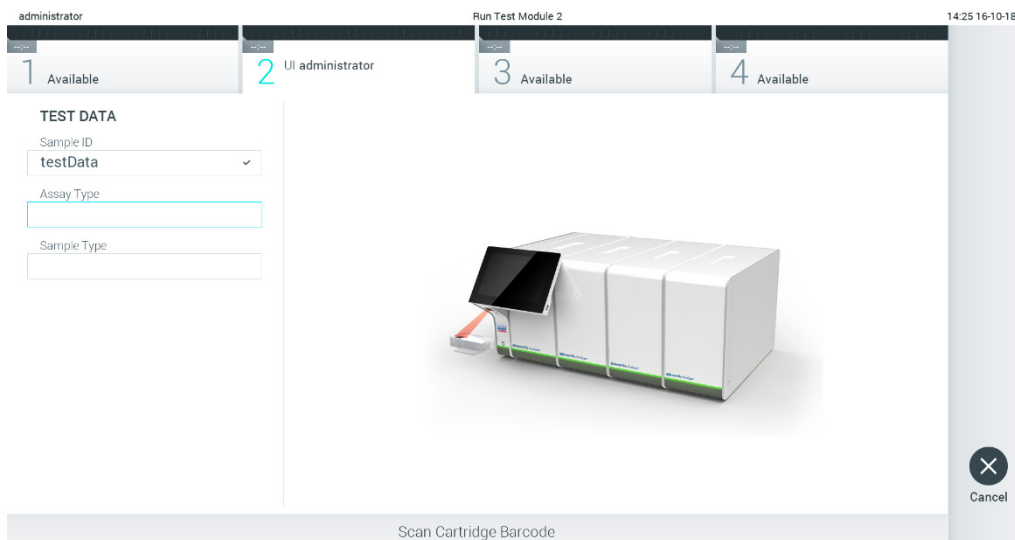 administrator
Run Test Module 2
14:25 16-10-18
--:--
--:--
--:--
--:--
1 Available
2 UI administrator
3 Available
4 Available
TEST DATA
Sample ID
testData
Assay Type
Sample Type
Cancel
Scan Cartridge Barcode